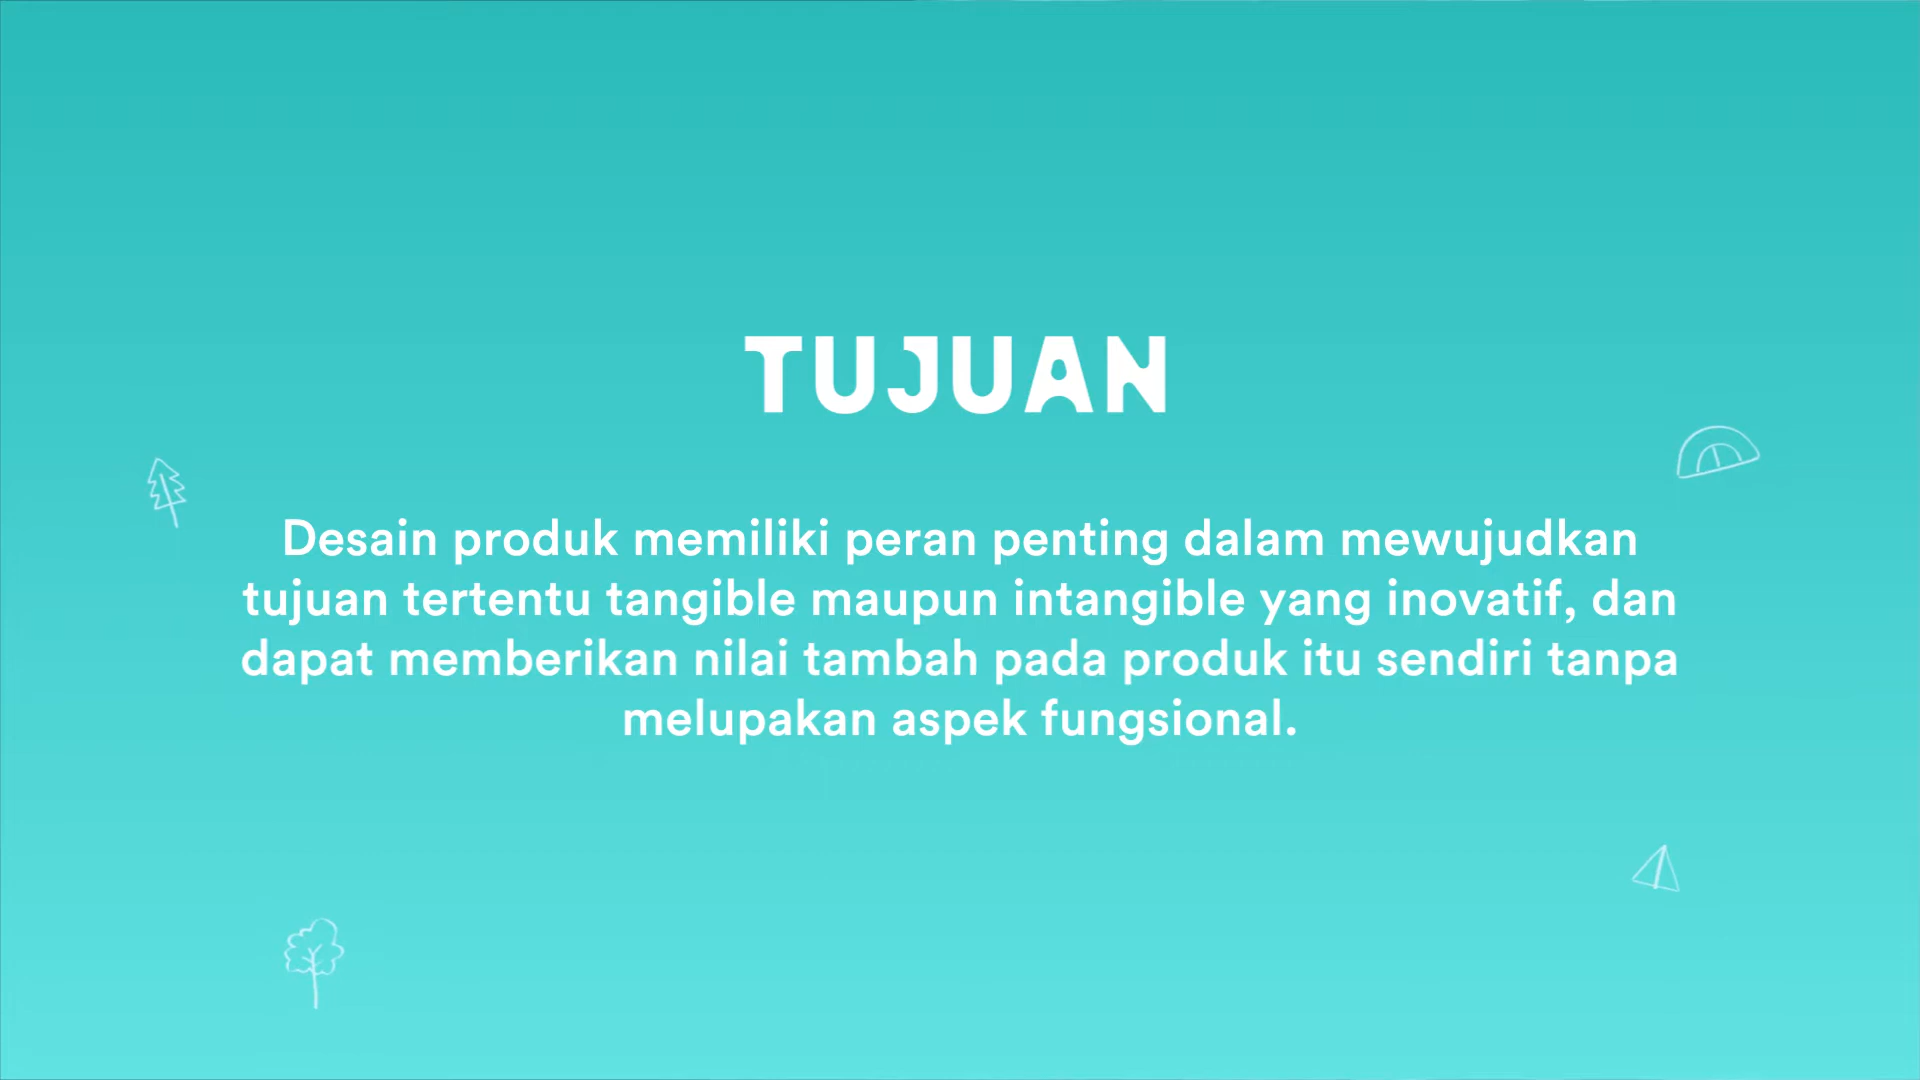 TUJUAN
Desain produk memiliki peran penting dalam mewujudkan
tujuan tertentu tangible maupun intangible yang inovatif, dan
dapat memberikan nilai tambah pada produk itu sendiri tanpa
melupakan aspek fungsional.